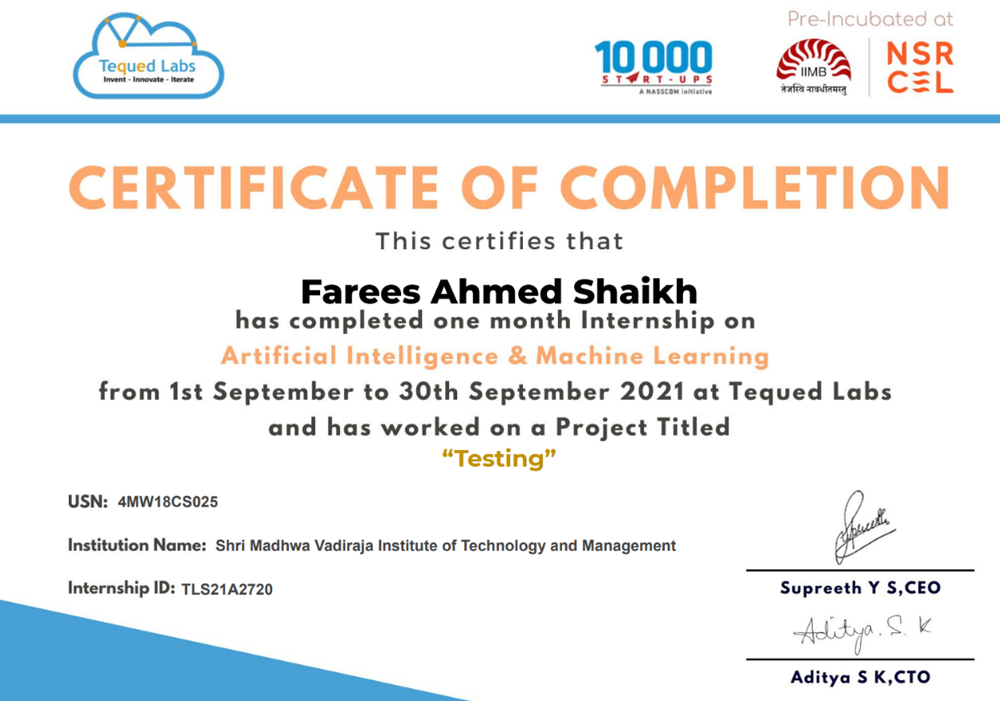 Tequed Labs
Invent - Innovate - Iterate
10,000
START-UPS
A NASSCOM initiative
Pre-Incubated at
IIMB
तेजस्वि नावधीतमस्तु
NSR
CEL
CERTIFICATE OF COMPLETION
This certifies that
Farees Ahmed Shaikh
has completed one month Internship on
Artificial Intelligence & Machine Learning
from 1st September to 30th September 2021 at Tequed Labs
and has worked on a Project Titled
“Testing”
USN: 4MW18CS025
Institution Name: Shri Madhwa Vadiraja Institute of Technology and Management
Internship ID: TLS21A2720
Supreeth
Supreeth Y S,CEO
Aditya. S. K
Aditya S K,CTO